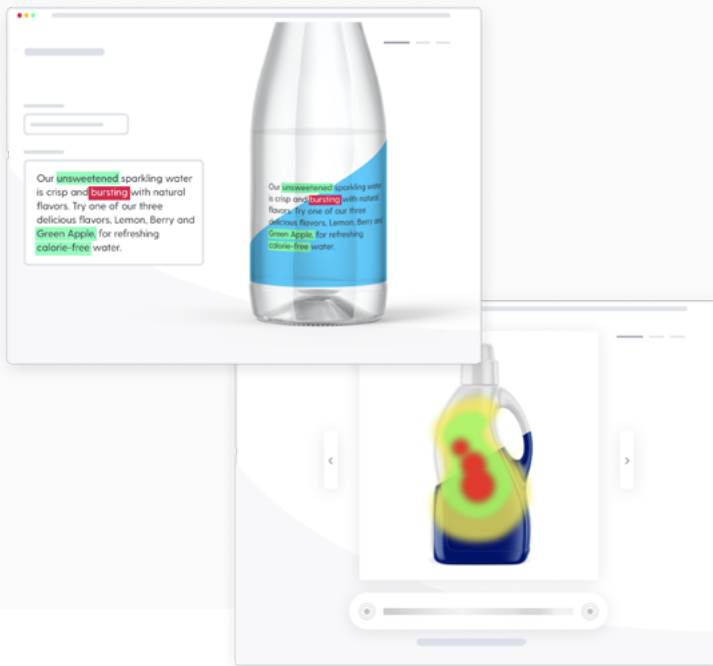 Our unsweetened sparkling water
is crisp and bursting with natural
flavors. Try one of our three
delicious flavors, Lemon, Berry and
Green Apple, for refreshing
calorie-free water.
Our unsweetened sparkling water
is crisp and bursting with natural
flavors. Try one of our three
delicious flavors, Lemon, Berry and
Green Apple, for refreshing
calorie-free water.